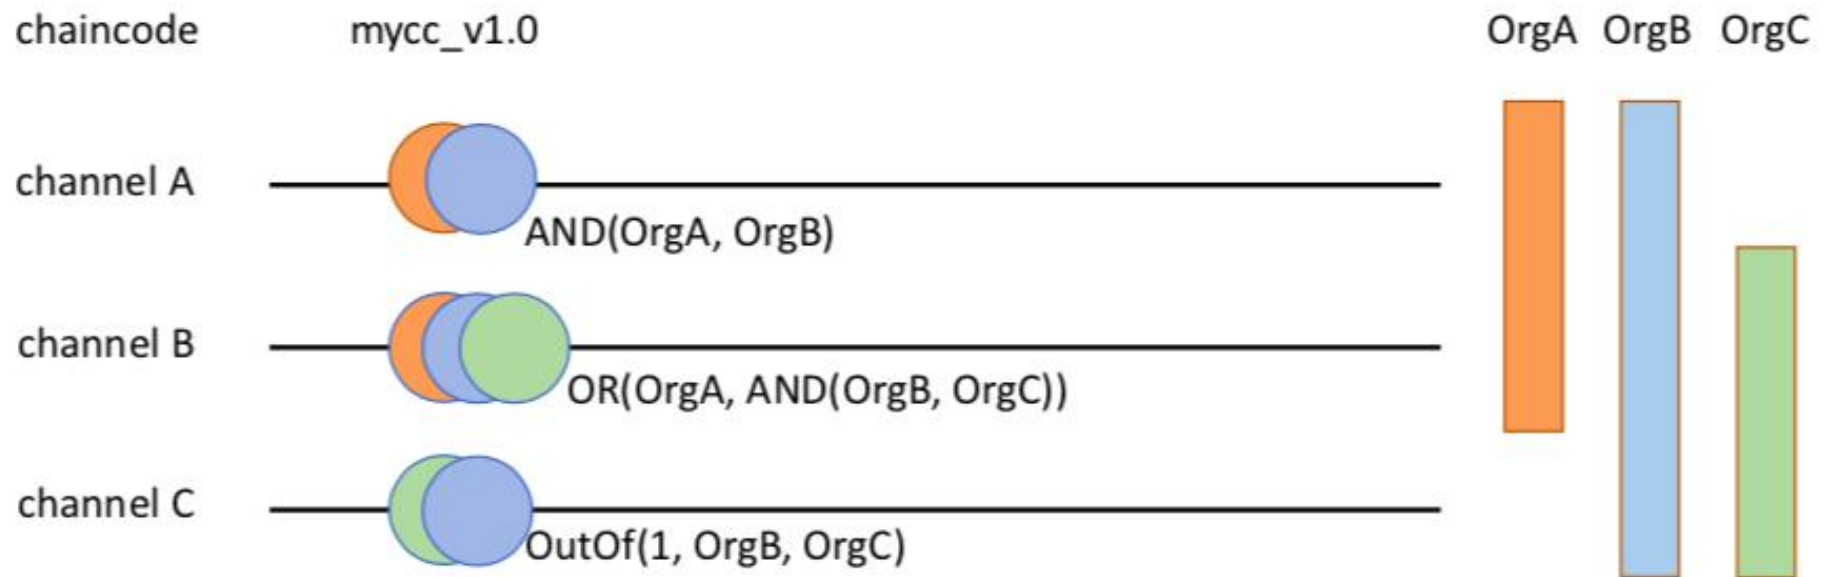 chaincode mycc_v1.0 OrgA OrgB OrgC
channel A
AND(OrgA, OrgB)
channel B
OR(OrgA, AND(OrgB, OrgC))
channel C
OutOf(1, OrgB, OrgC)